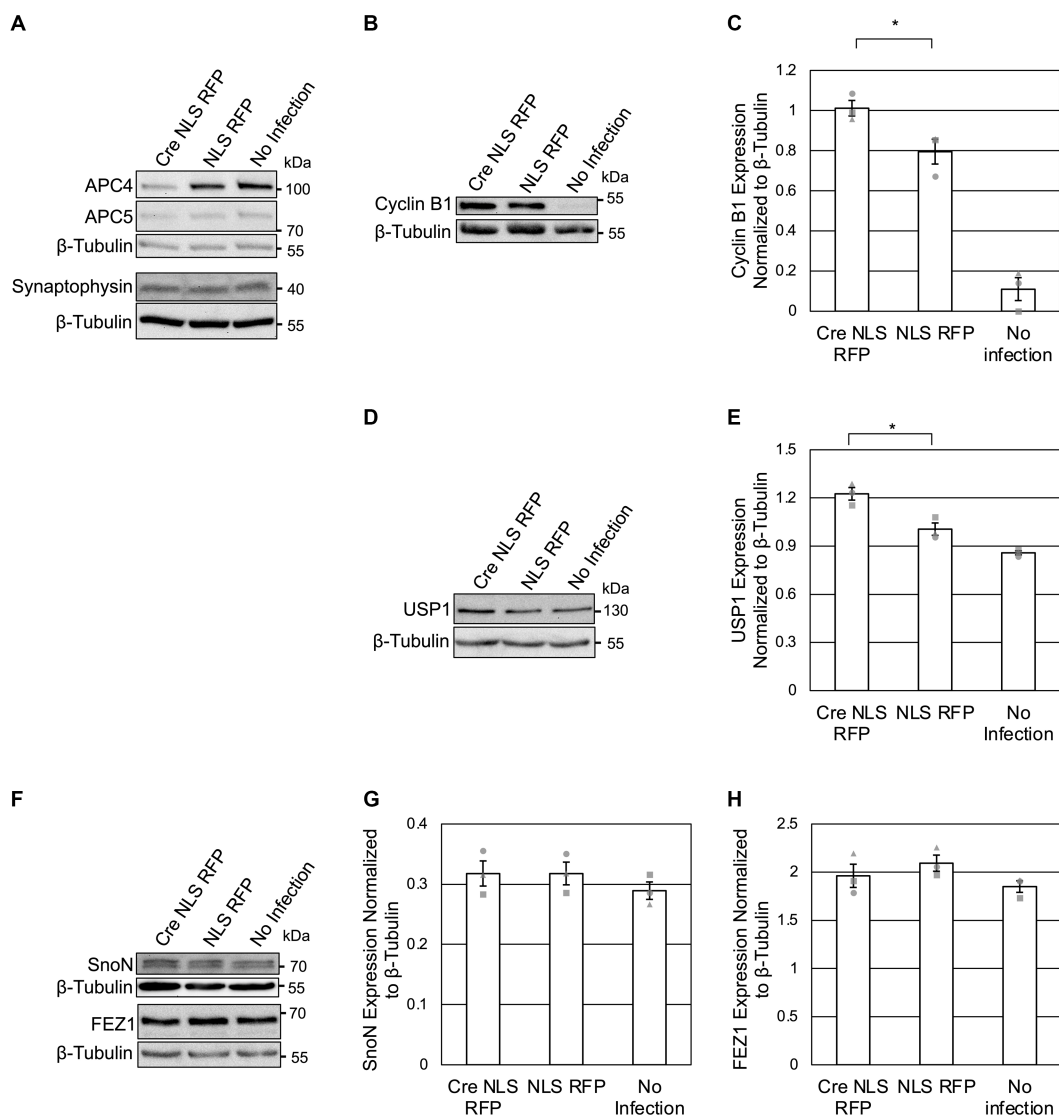 A
Cre NLS RFP
NLS RFP
No Infection
kDa
APC4
100
APC5
70
β-Tubulin
55
Synaptophysin
40
β-Tubulin
55
B
Cre NLS RFP
NLS RFP
No Infection
kDa
Cyclin B1
55
β-Tubulin
55
C
*
Cyclin B1 Expression
Normalized to β-Tubulin
1.2
1
0.8
0.6
0.4
0.2
0
Cre NLS
RFP
NLS RFP
No
infection
D
Cre NLS RFP
NLS RFP
No Infection
kDa
USP1
130
β-Tubulin
55
E
*
USP1 Expression
Normalized to β-Tubulin
1.5
1.2
0.9
0.6
0.3
0
Cre NLS
RFP
NLS RFP
No
Infection
F
Cre NLS RFP
NLS RFP
No Infection
kDa
SnoN
70
β-Tubulin
55
70
FEZ1
β-Tubulin
55
G
SnoN Expression Normalized
to β-Tubulin
0.4
0.3
0.2
0.1
0
Cre NLS
RFP
NLS RFP
No
Infection
H
FEZ1 Expression Normalized
to β-Tubulin
2.5
2
1.5
1
0.5
0
Cre NLS
RFP
NLS RFP
No
infection